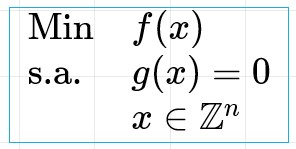 Min f(x)
s.a. g(x) = 0
x ∈ ℤⁿ